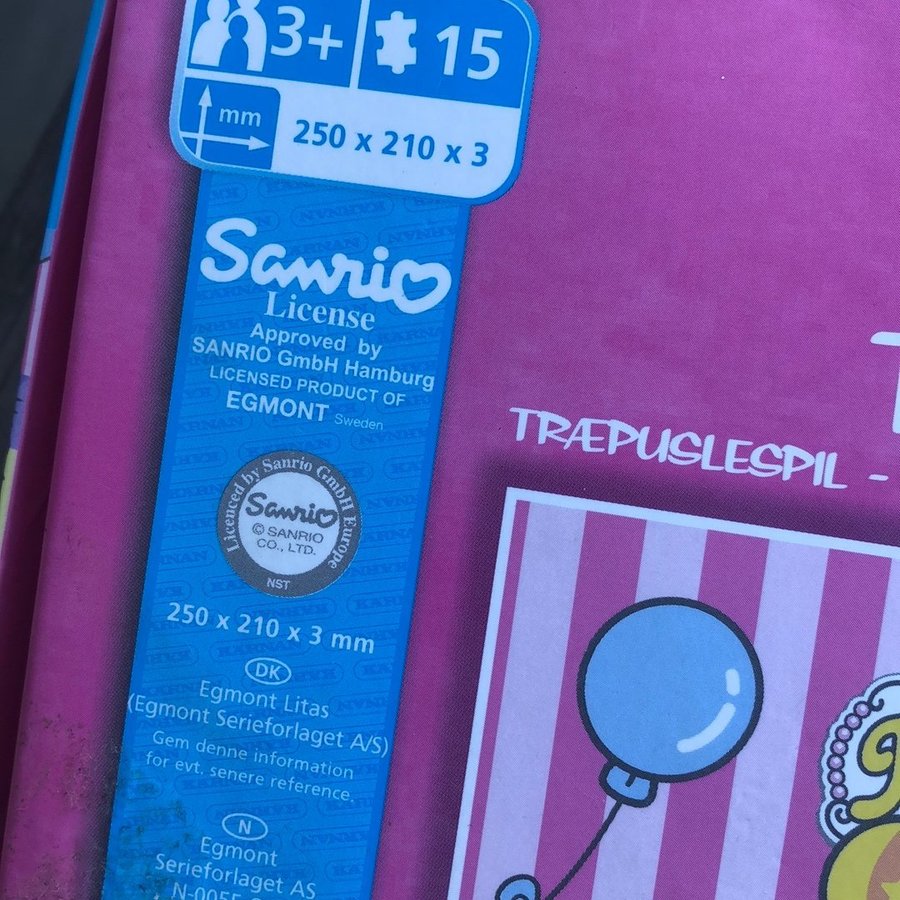 3+
15
mm
250 x 210 x 3
Sanrio
License
Approved by
SANRIO GmbH Hamburg
LICENSED PRODUCT OF
EGMONT Sweden
Licenced by Sanrio GmbH Europe
Sanrio
© SANRIO
CO., LTD.
NST
250 x 210 x 3 mm
DK
Egmont Litas
(Egmont Serieforlaget A/S)
Gem denne information
for evt. senere reference.
N
Egmont
Serieforlaget AS
N-0055
TRÆPUSLESPIL -
KÄRNAN